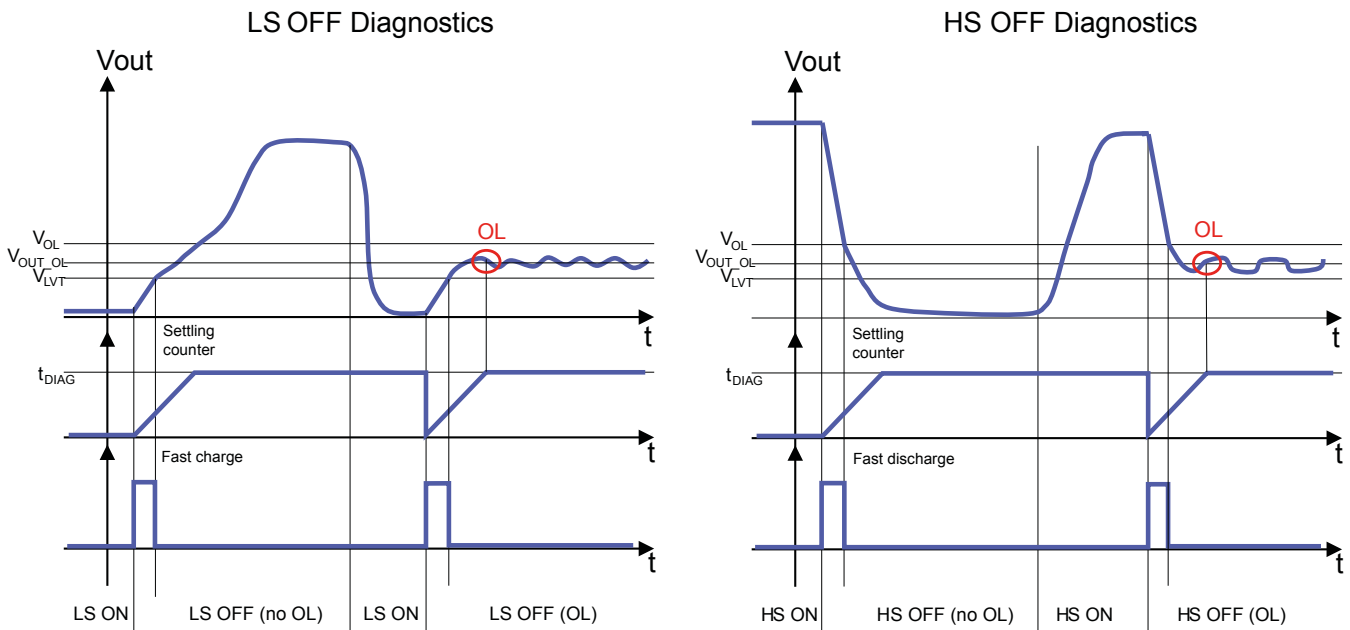 LS OFF Diagnostics
Vout
V_OL
V_OUT_OL
V_LVT
OL
t
Settling
counter
t_DIAG
t
Fast charge
t
LS ON
LS OFF (no OL)
LS ON
LS OFF (OL)
HS OFF Diagnostics
Vout
V_OL
V_OUT_OL
V_LVT
OL
t
Settling
counter
t_DIAG
t
Fast discharge
t
HS ON
HS OFF (no OL)
HS ON
HS OFF (OL)